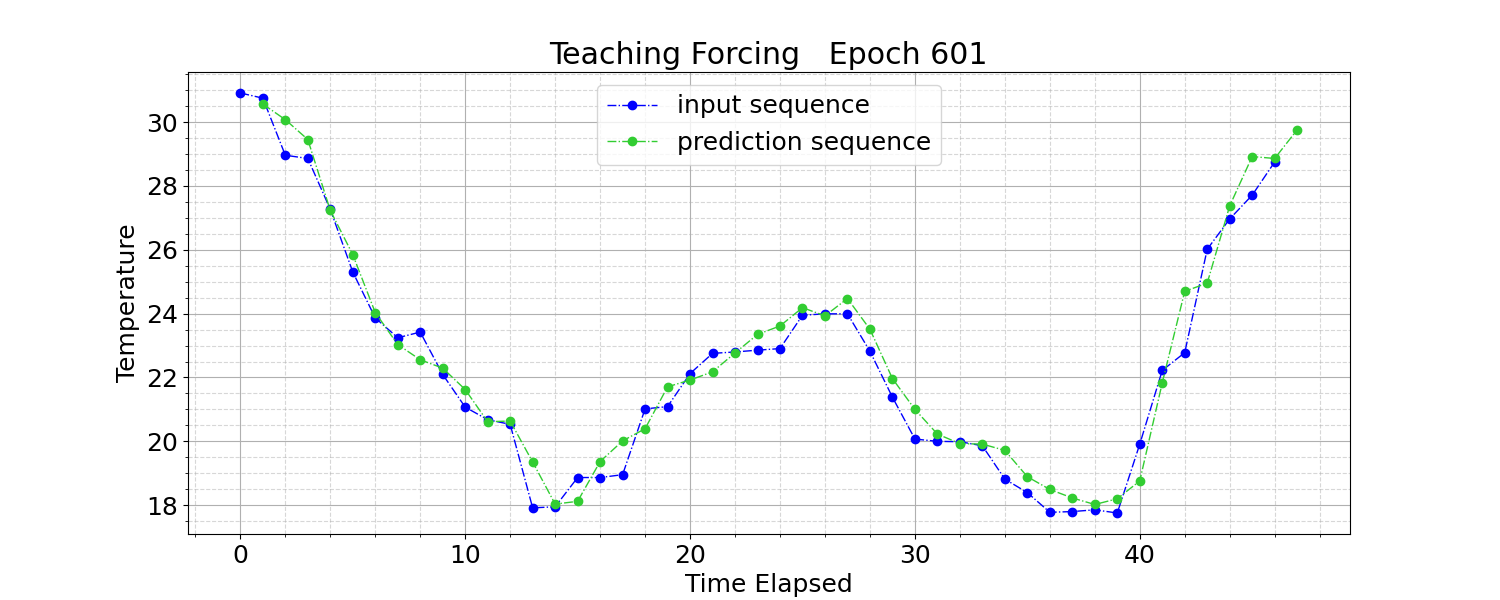 Teaching Forcing   Epoch 601
input sequence
prediction sequence
Temperature
30
28
26
24
22
20
18
0 10 20 30 40
Time Elapsed